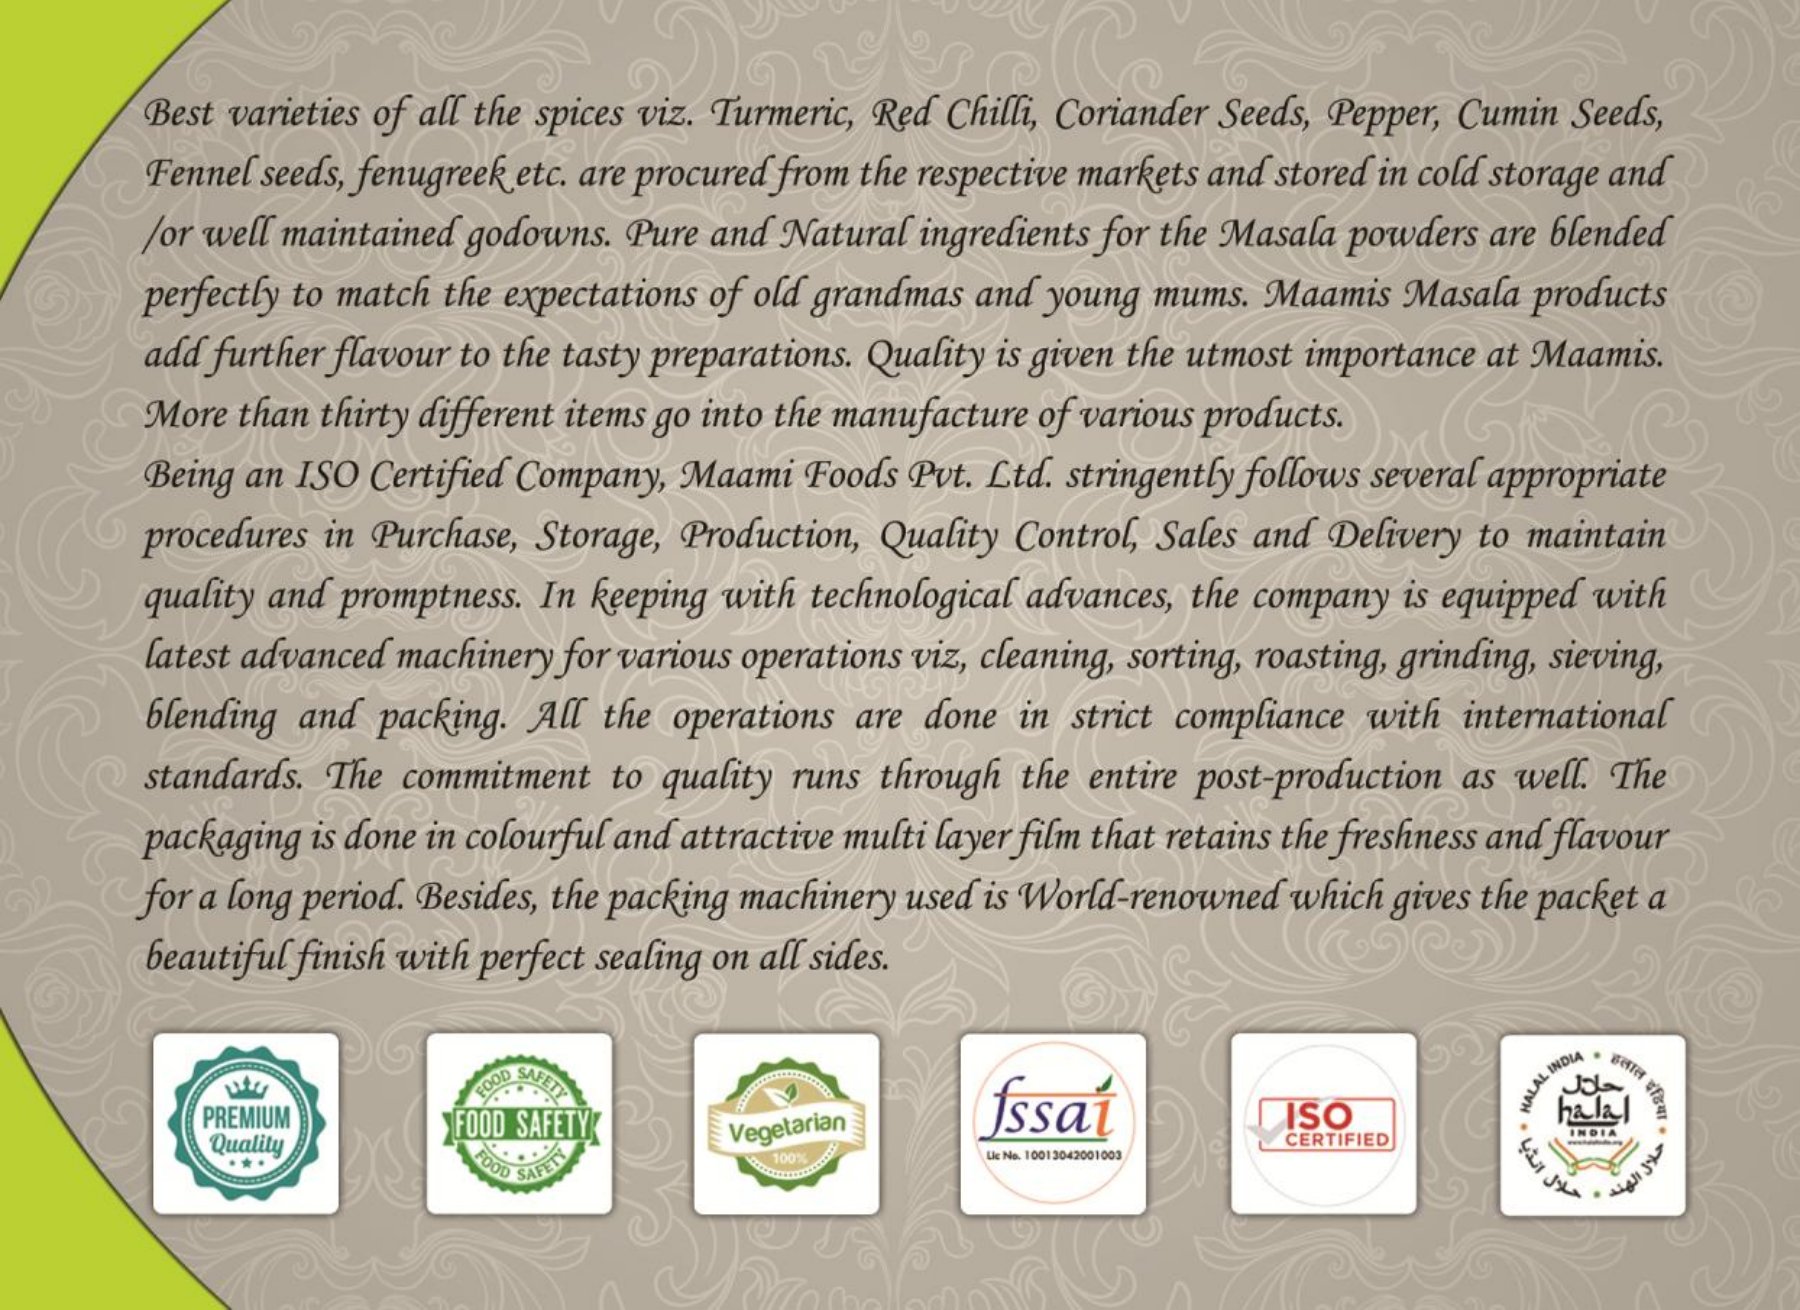 Best varieties of all the spices viz. Turmeric, Red Chilli, Coriander Seeds, Pepper, Cumin Seeds,
Fennel seeds, fenugreek etc. are procured from the respective markets and stored in cold storage and
/or well maintained godowns. Pure and Natural ingredients for the Masala powders are blended
perfectly to match the expectations of old grandmas and young mums. Maamis Masala products
add further flavour to the tasty preparations. Quality is given the utmost importance at Maamis.
More than thirty different items go into the manufacture of various products.
Being an ISO Certified Company, Maami Foods Pvt. Ltd. stringently follows several appropriate
procedures in Purchase, Storage, Production, Quality Control, Sales and Delivery to maintain
quality and promptness. In keeping with technological advances, the company is equipped with
latest advanced machinery for various operations viz, cleaning, sorting, roasting, grinding, sieving,
blending and packing. All the operations are done in strict compliance with international
standards. The commitment to quality runs through the entire post-production as well. The
packaging is done in colourful and attractive multi layer film that retains the freshness and flavour
for a long period. Besides, the packing machinery used is World-renowned which gives the packet a
beautiful finish with perfect sealing on all sides.
PREMIUM
Quality
FOOD SAFETY
FOOD SAFETY
FOOD SAFETY
Vegetarian
100%
fssai
Lic No. 10013042001003
ISO
CERTIFIED
HALAL INDIA
हलाल इंडिया
حلال
halal
INDIA
حلال الهند
حلال انڈیا